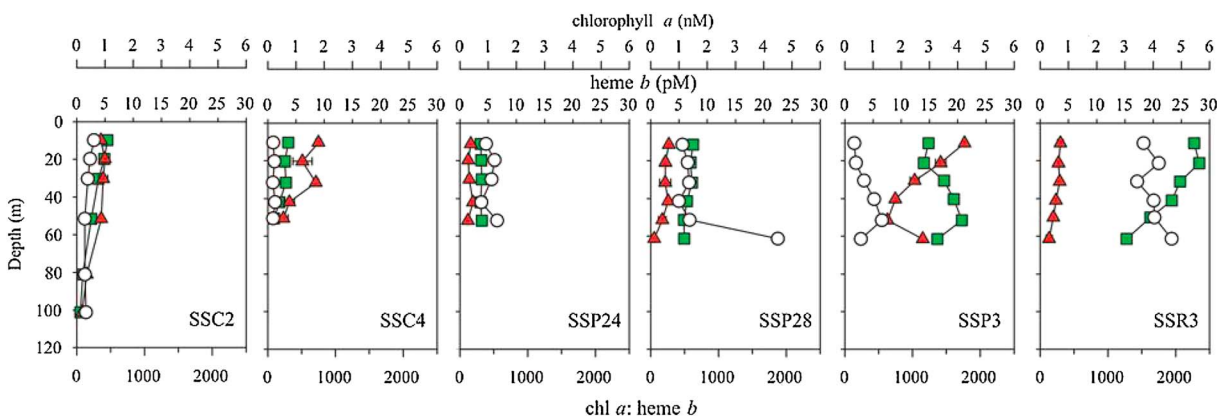 chlorophyll a (nM)
0 1 2 3 4 5 6 0 1 2 3 4 5 6 0 1 2 3 4 5 6 0 1 2 3 4 5 6 0 1 2 3 4 5 6 0 1 2 3 4 5 6
heme b (pM)
0 5 10 15 20 25 30 0 5 10 15 20 25 30 0 5 10 15 20 25 30 0 5 10 15 20 25 30 0 5 10 15 20 25 30 0 5 10 15 20 25 30
0
20
40
60
80
100
120
Depth (m)
SSC2 SSC4 SSP24 SSP28 SSP3 SSR3
0 1000 2000 0 1000 2000 0 1000 2000 0 1000 2000 0 1000 2000 0 1000 2000
chl a: heme b